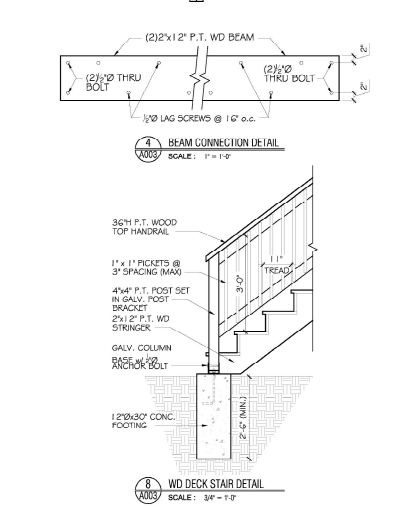 (2)2"x12" P.T. WD BEAM
2"
(2)½"Ø THRU
BOLT
(2)½"Ø
THRU BOLT
2"
½"Ø LAG SCREWS @ 16" o.c.
4
A003
BEAM CONNECTION DETAIL
SCALE : 1" = 1'-0"
36"H P.T. WOOD
TOP HANDRAIL
1" x 1" PICKETS @
3" SPACING (MAX)
11"
TREAD
3'-0"
4"x4" P.T. POST SET
IN GALV. POST
BRACKET
2"x12" P.T. WD
STRINGER
GALV. COLUMN
BASE w/ ½"Ø
ANCHOR BOLT
12"Øx30" CONC.
FOOTING
2'-6" (MIN.)
8
A003
WD DECK STAIR DETAIL
SCALE : 3/4" = 1'-0"